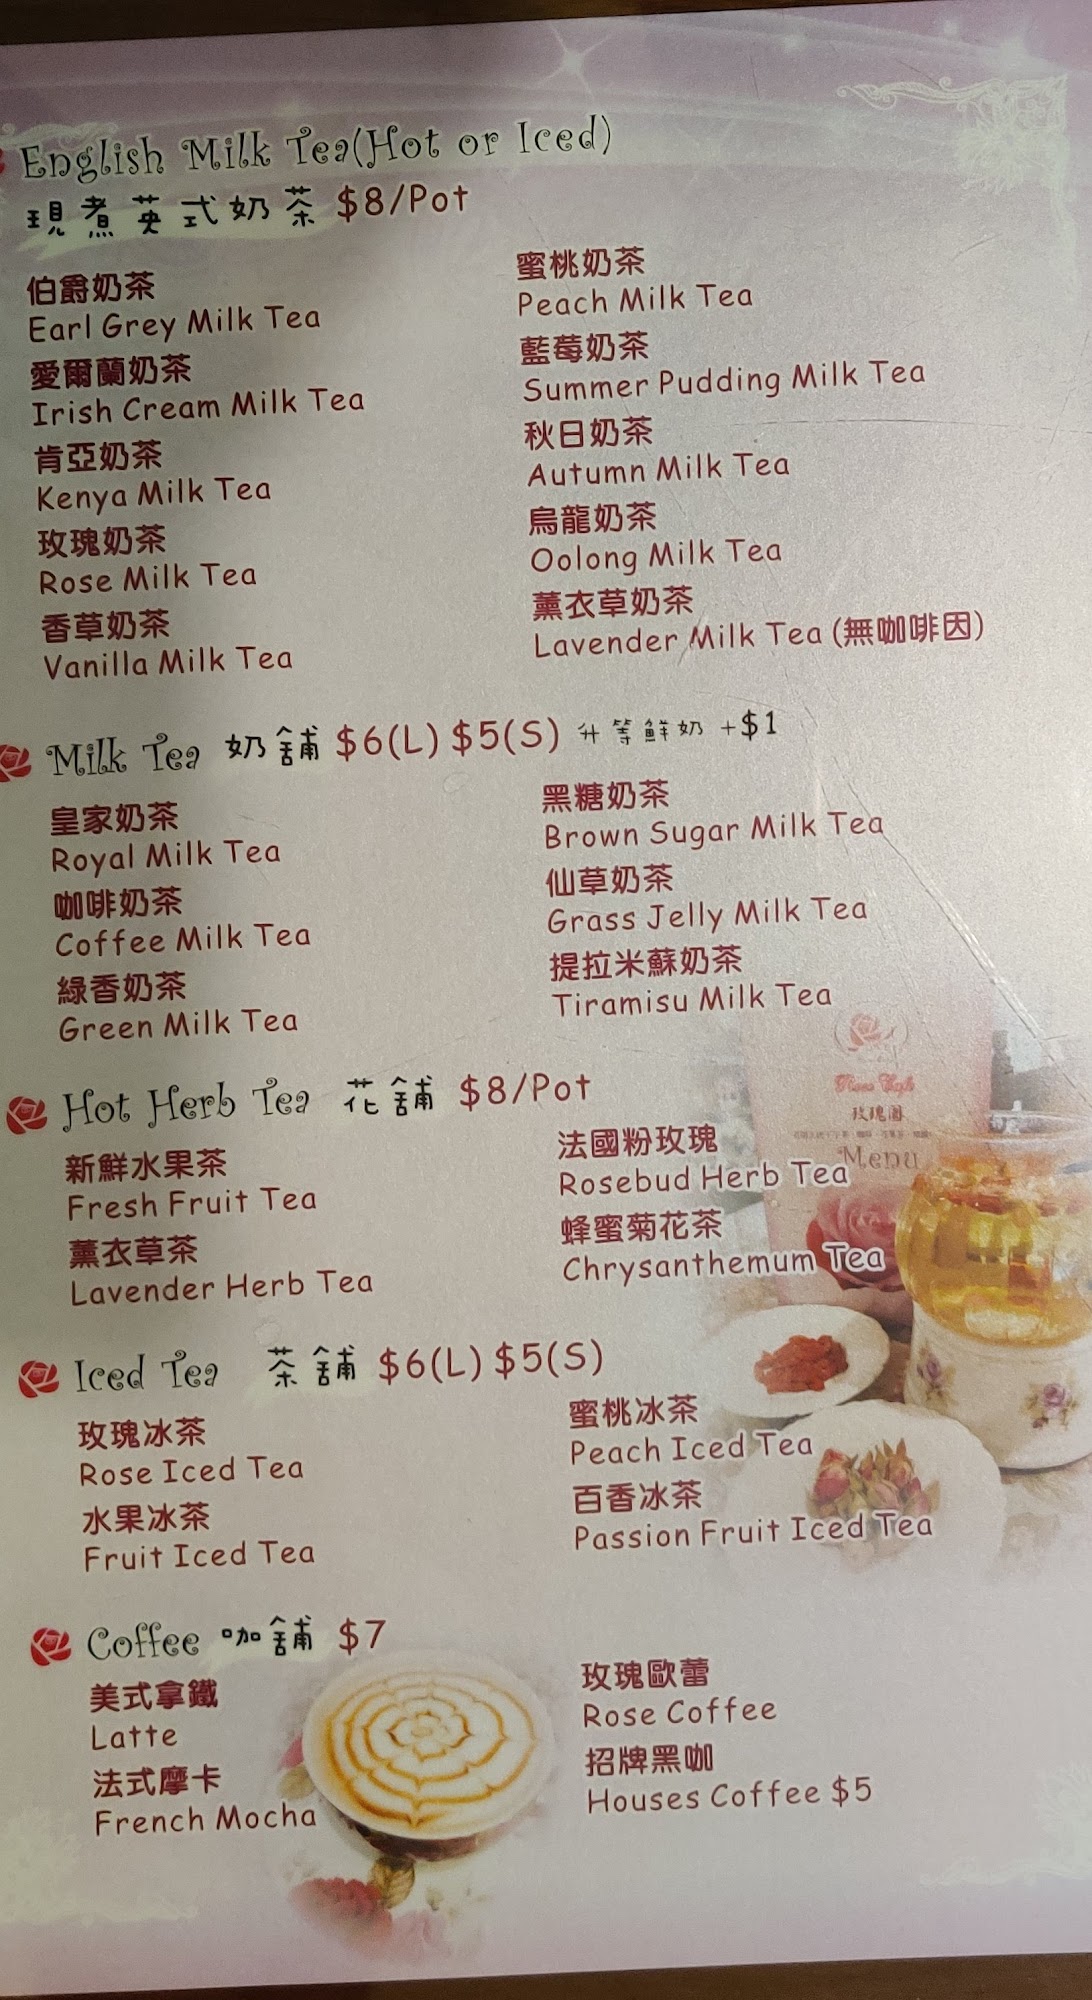 English Milk Tea(Hot or Iced)
現煮英式奶茶 $8/Pot
伯爵奶茶
Earl Grey Milk Tea
愛爾蘭奶茶
Irish Cream Milk Tea
肯亞奶茶
Kenya Milk Tea
玫瑰奶茶
Rose Milk Tea
香草奶茶
Vanilla Milk Tea
蜜桃奶茶
Peach Milk Tea
藍莓奶茶
Summer Pudding Milk Tea
秋日奶茶
Autumn Milk Tea
烏龍奶茶
Oolong Milk Tea
薰衣草奶茶
Lavender Milk Tea (無咖啡因)
Milk Tea 奶舖 $6(L) $5(S) 升等鮮奶 +$1
皇家奶茶
Royal Milk Tea
咖啡奶茶
Coffee Milk Tea
綠香奶茶
Green Milk Tea
黑糖奶茶
Brown Sugar Milk Tea
仙草奶茶
Grass Jelly Milk Tea
提拉米蘇奶茶
Tiramisu Milk Tea
Hot Herb Tea 花舖 $8/Pot
新鮮水果茶
Fresh Fruit Tea
薰衣草茶
Lavender Herb Tea
法國粉玫瑰
Rosebud Herb Tea
蜂蜜菊花茶
Chrysanthemum Tea
Rose Cafe
玫瑰園
Menu
Iced Tea 茶舖 $6(L) $5(S)
玫瑰冰茶
Rose Iced Tea
水果冰茶
Fruit Iced Tea
蜜桃冰茶
Peach Iced Tea
百香冰茶
Passion Fruit Iced Tea
Coffee 咖舖 $7
美式拿鐵
Latte
法式摩卡
French Mocha
玫瑰歐蕾
Rose Coffee
招牌黑咖
Houses Coffee $5